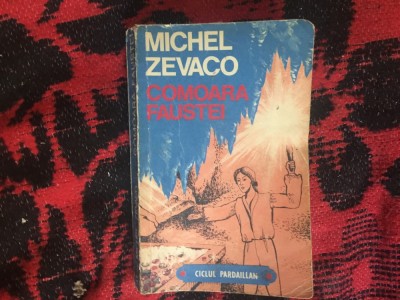 MICHEL
ZEVACO
COMOARA
FAUSTEI
CICLUL PARDAILLAN